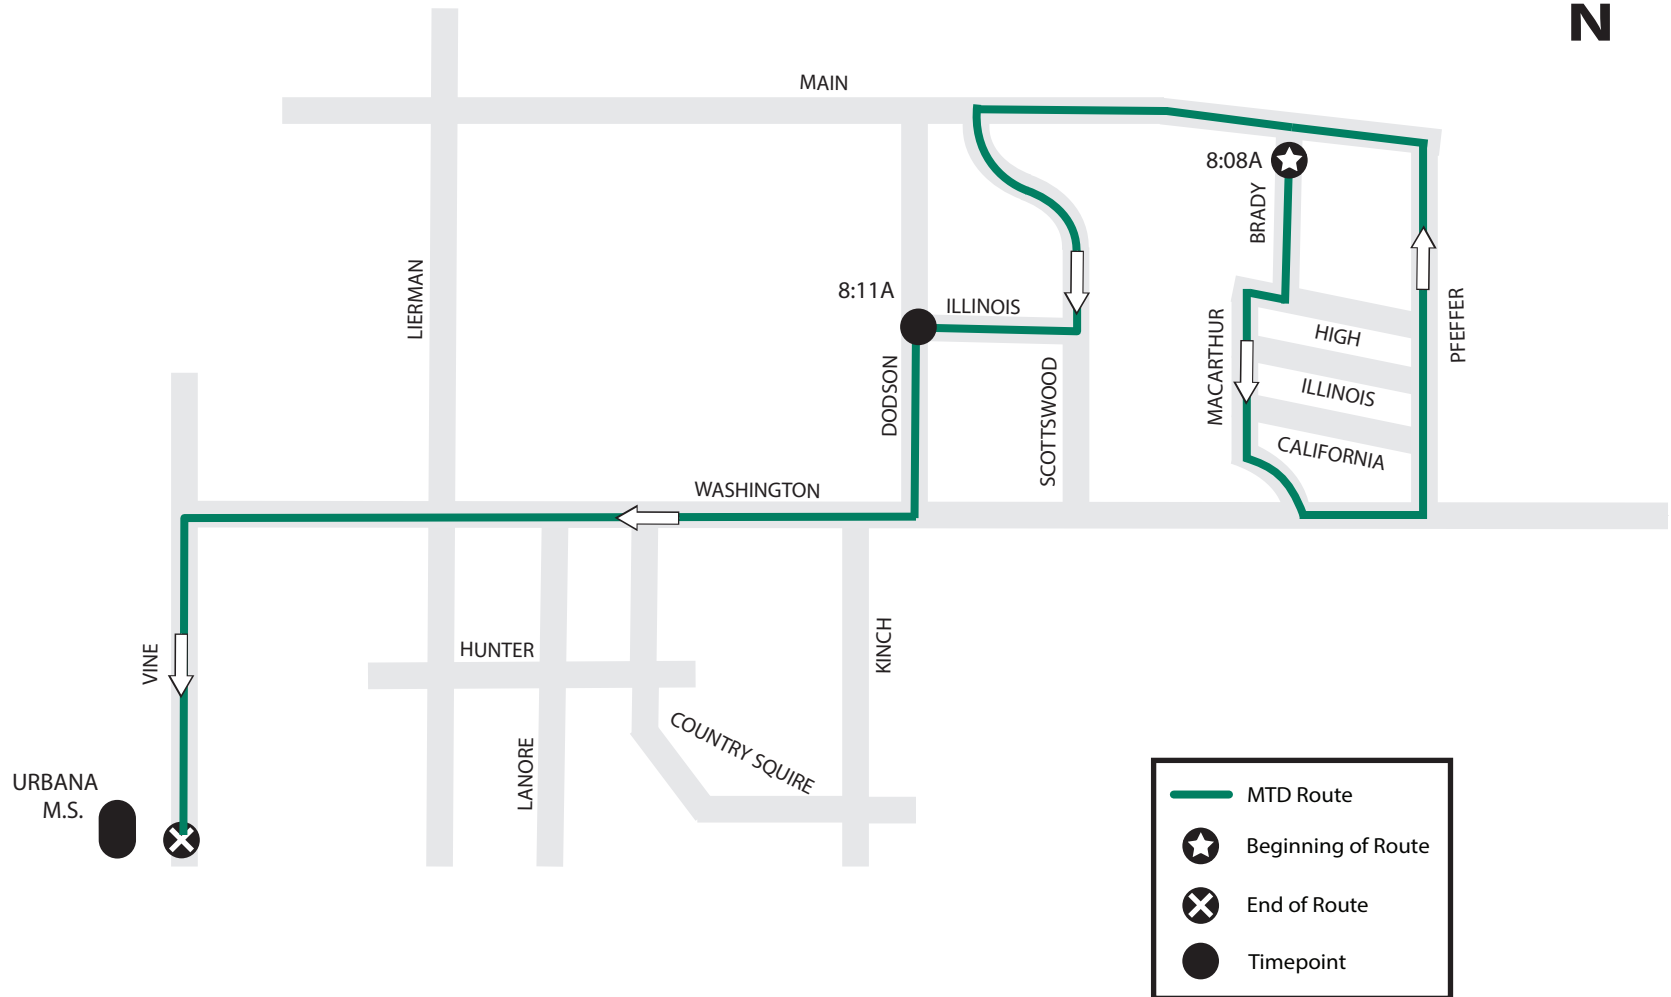 N
MAIN
8:08A
BRADY
LIERMAN
8:11A
ILLINOIS
PFEFFER
MACARTHUR
HIGH
DODSON
SCOTTSWOOD
ILLINOIS
CALIFORNIA
WASHINGTON
VINE
HUNTER
KINCH
LANORE
COUNTRY SQUIRE
URBANA
M.S.
MTD Route
Beginning of Route
End of Route
Timepoint